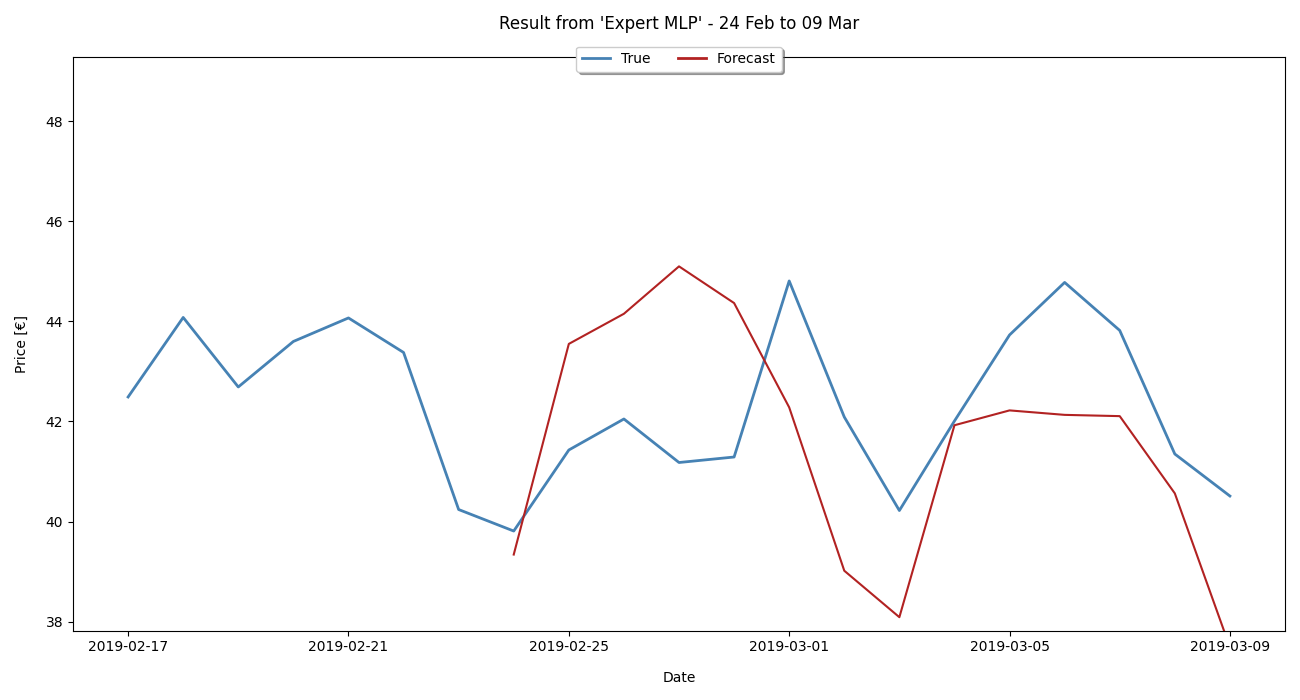 Result from 'Expert MLP' - 24 Feb to 09 Mar
True Forecast
48
46
44
42
40
38
Price [€]
2019-02-17 2019-02-21 2019-02-25 2019-03-01 2019-03-05 2019-03-09
Date